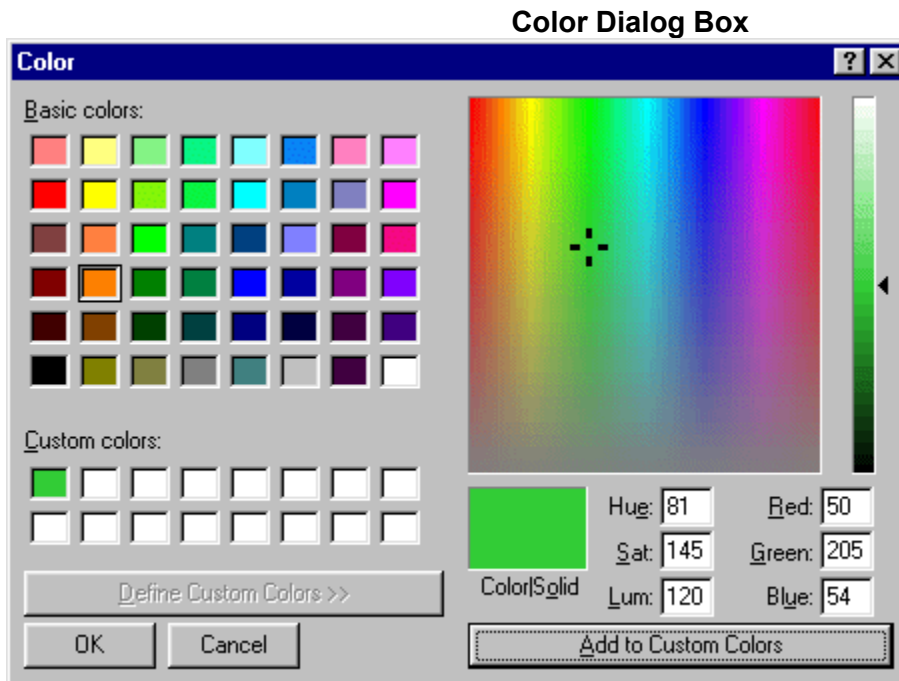 Color Dialog Box
Color
Basic colors:
Custom colors:
Define Custom Colors >>
OK Cancel
Color|Solid
Hue: 81 Red: 50
Sat: 145 Green: 205
Lum: 120 Blue: 54
Add to Custom Colors